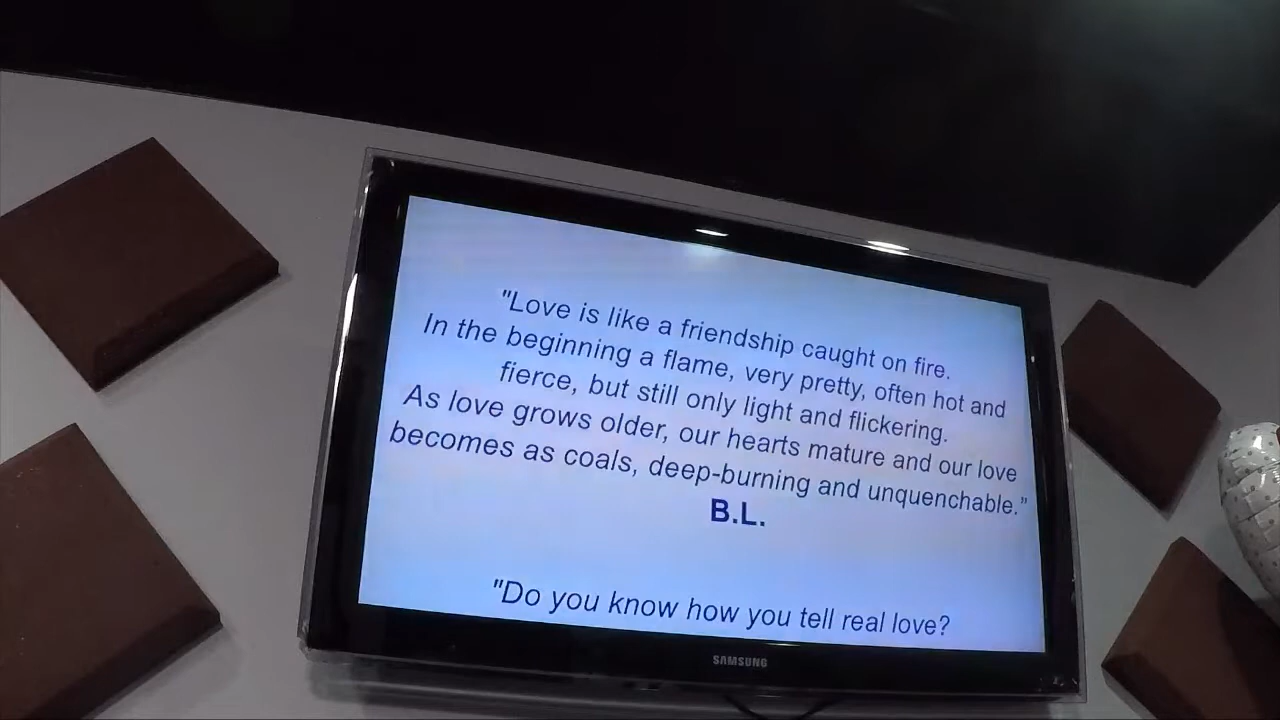 "Love is like a friendship caught on fire.
In the beginning a flame, very pretty, often hot and
fierce, but still only light and flickering.
As love grows older, our hearts mature and our love
becomes as coals, deep-burning and unquenchable.”
B.L.
"Do you know how you tell real love?
SAMSUNG